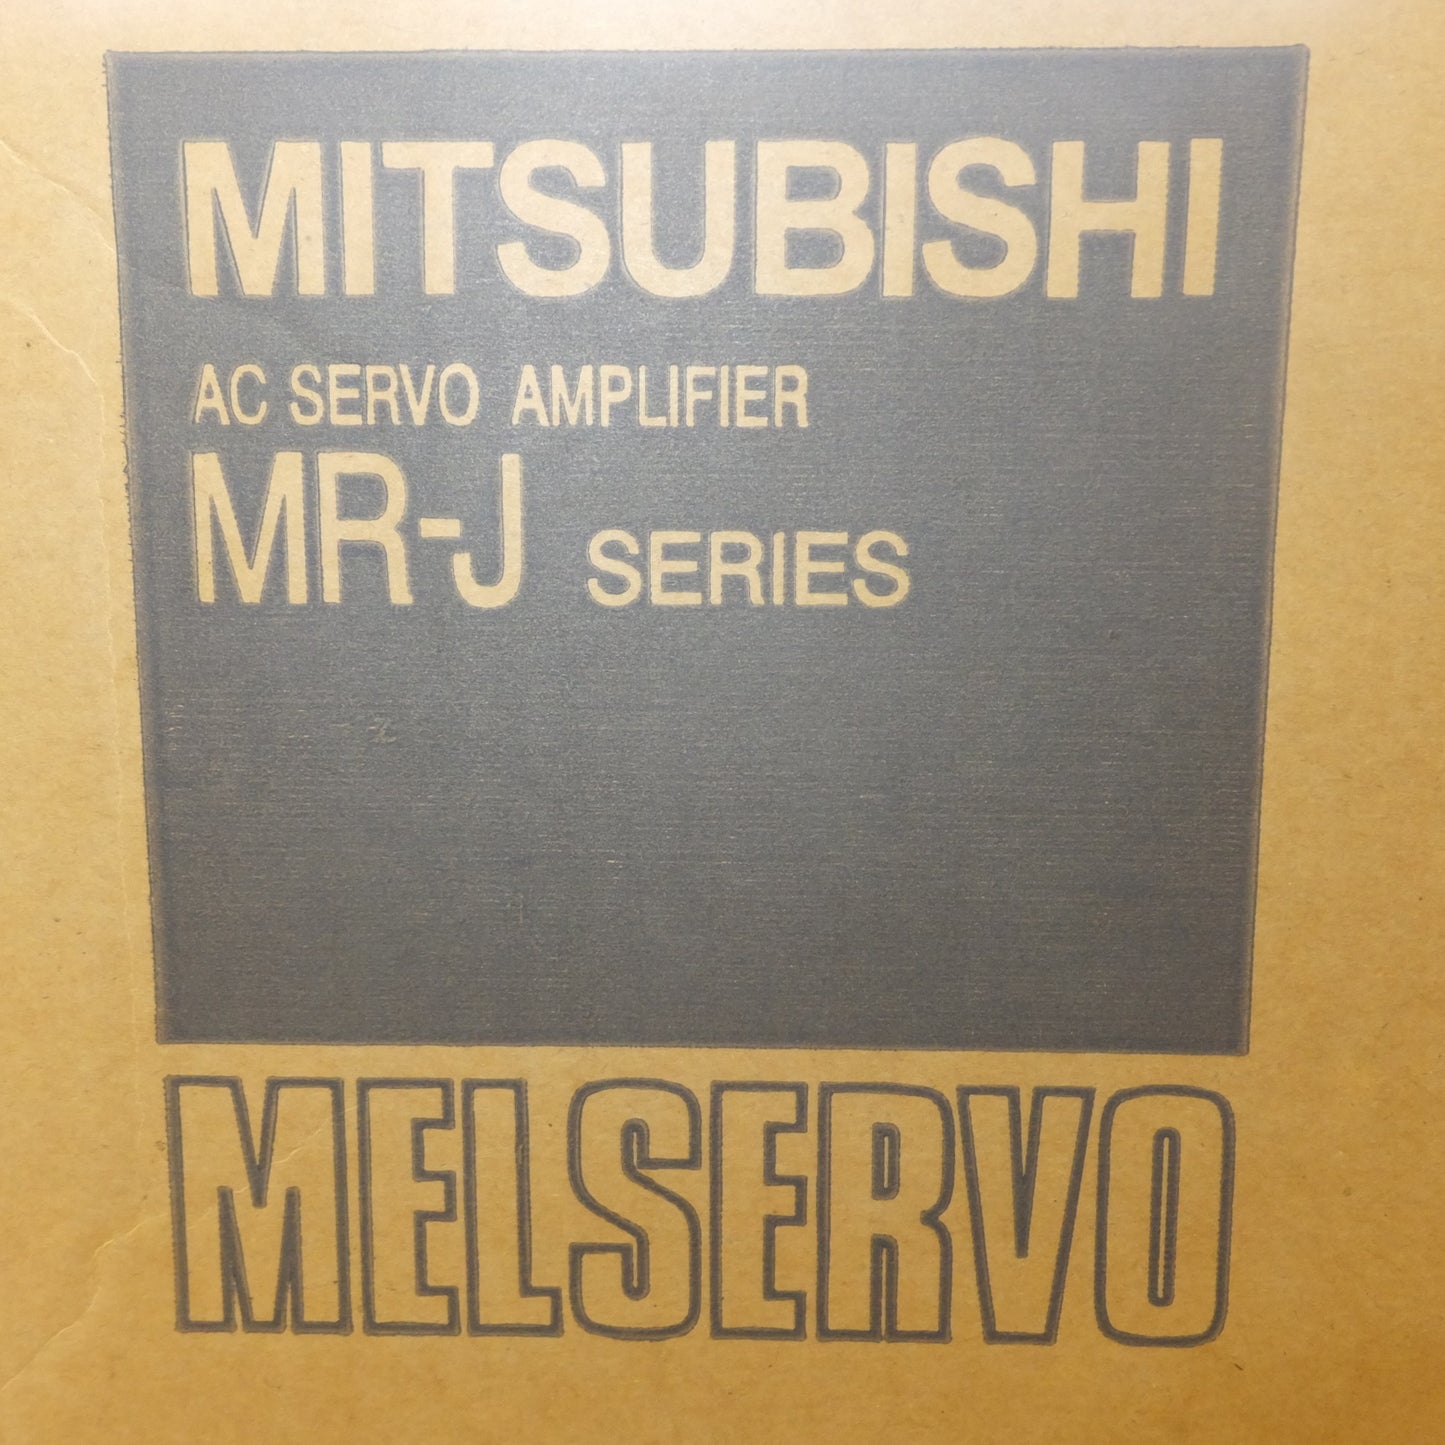 MITSUBISHI
AC SERVO AMPLIFIER
MR-J SERIES
MELSERVO